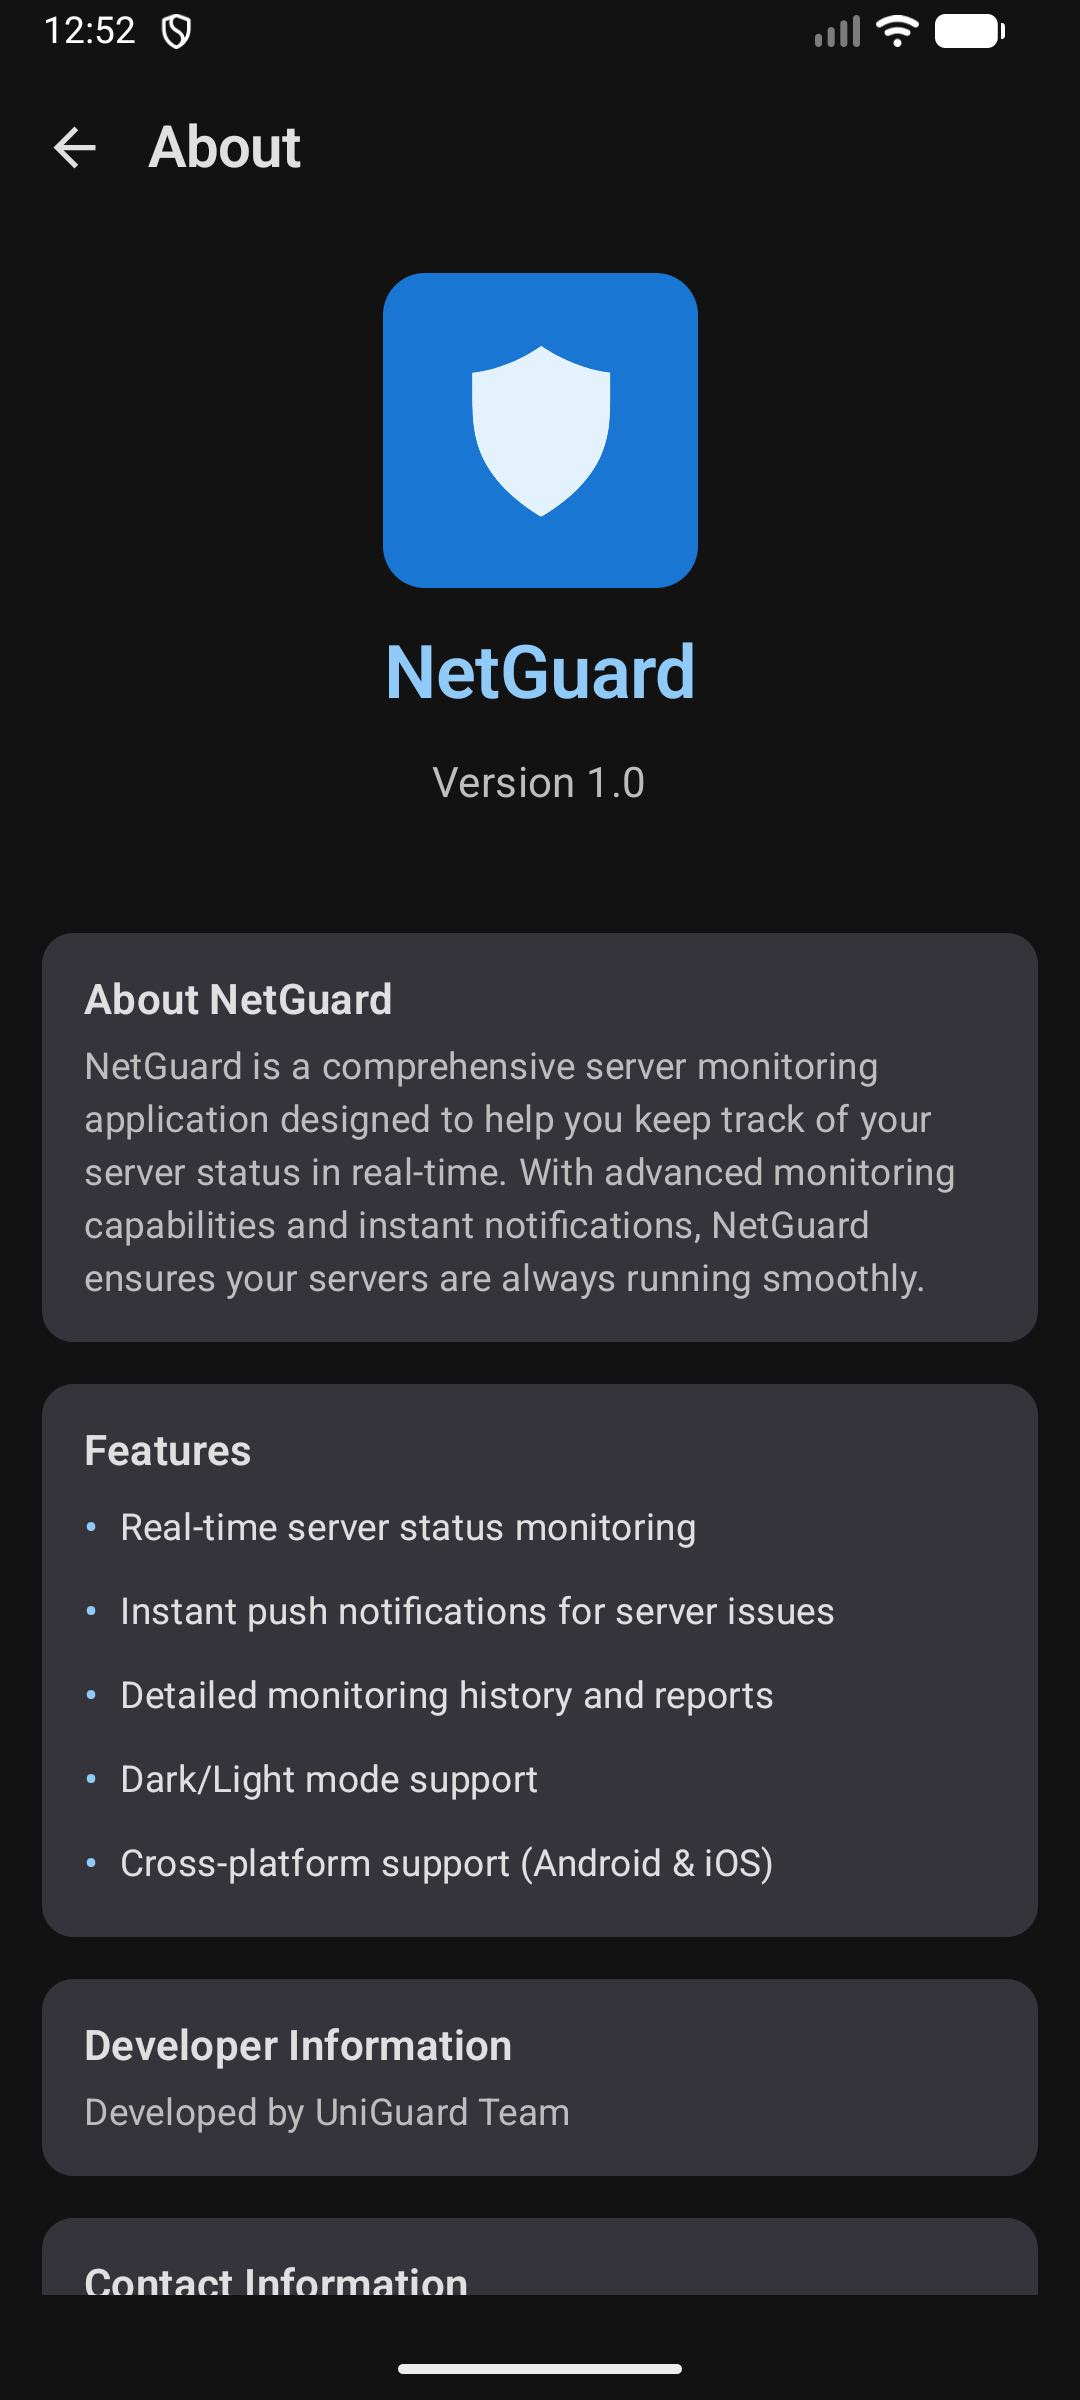 12:52
About
NetGuard
Version 1.0
About NetGuard
NetGuard is a comprehensive server monitoring
application designed to help you keep track of your
server status in real-time. With advanced monitoring
capabilities and instant notifications, NetGuard
ensures your servers are always running smoothly.
Features
• Real-time server status monitoring
• Instant push notifications for server issues
• Detailed monitoring history and reports
• Dark/Light mode support
• Cross-platform support (Android & iOS)
Developer Information
Developed by UniGuard Team
Contact Information